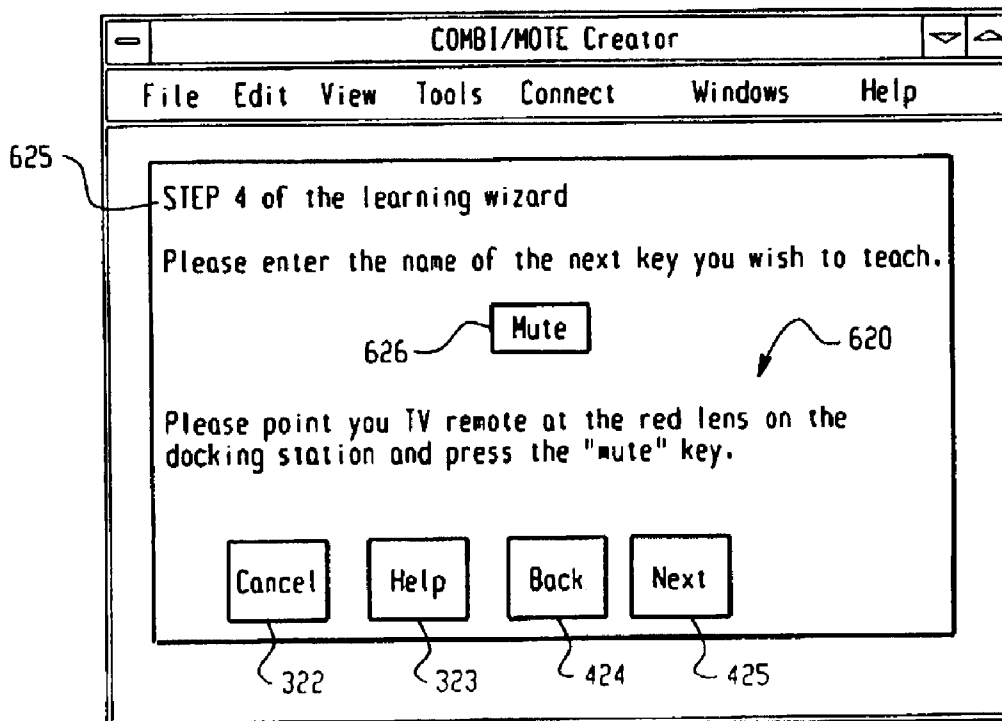 COMBI/MOTE Creator
File Edit View Tools Connect Windows Help
625
STEP 4 of the learning wizard
Please enter the name of the next key you wish to teach.
Mute
626
620
Please point you TV remote at the red lens on the
docking station and press the "mute" key.
Cancel Help Back Next
322 323 424 425